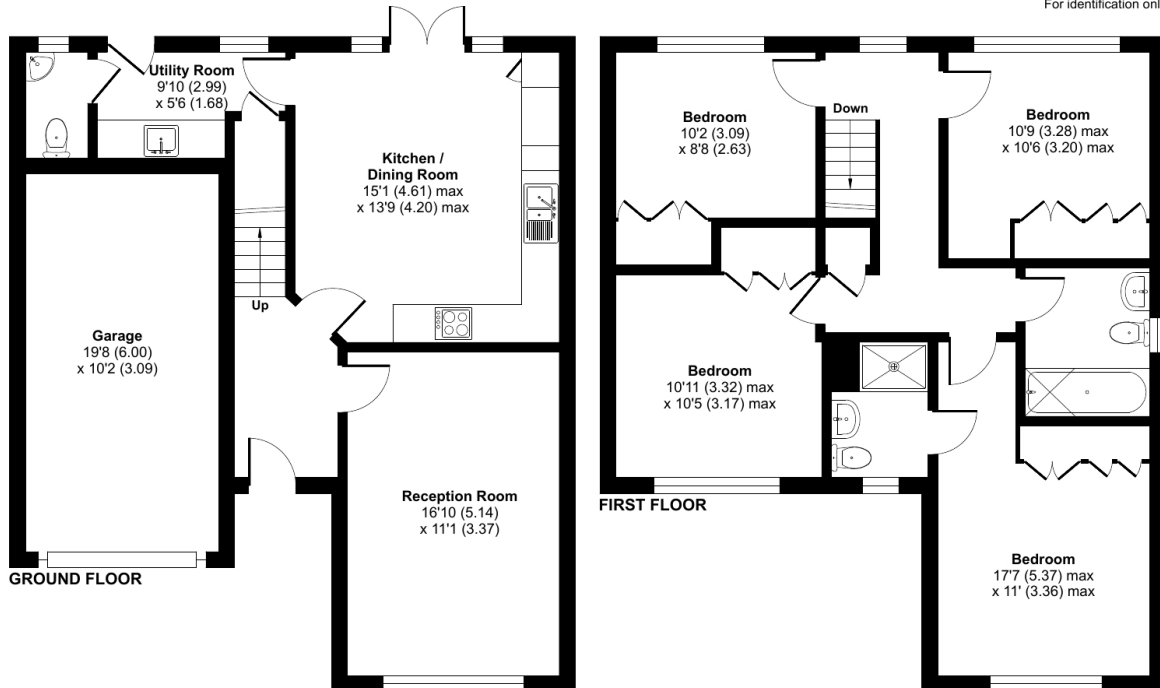 For identification onl
Utility Room
9'10 (2.99)
x 5'6 (1.68)
Kitchen /
Dining Room
15'1 (4.61) max
x 13'9 (4.20) max
Up
Garage
19'8 (6.00)
x 10'2 (3.09)
Reception Room
16'10 (5.14)
x 11'1 (3.37)
GROUND FLOOR
Bedroom
10'2 (3.09)
x 8'8 (2.63)
Down
Bedroom
10'9 (3.28) max
x 10'6 (3.20) max
Bedroom
10'11 (3.32) max
x 10'5 (3.17) max
FIRST FLOOR
Bedroom
17'7 (5.37) max
x 11' (3.36) max